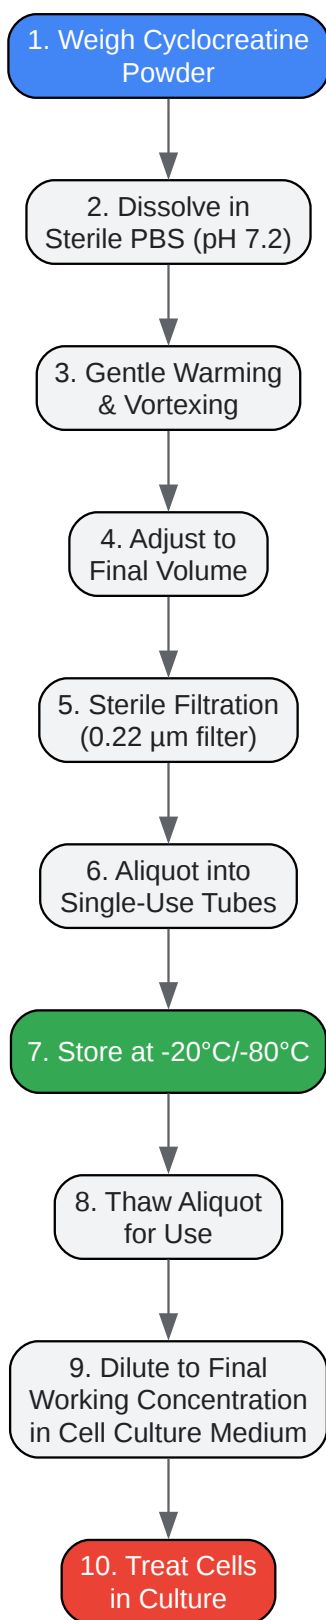 1. Weigh Cyclocreatine
Powder
2. Dissolve in
Sterile PBS (pH 7.2)
3. Gentle Warming
& Vortexing
4. Adjust to
Final Volume
5. Sterile Filtration
(0.22 µm filter)
6. Aliquot into
Single-Use Tubes
7. Store at -20°C/-80°C
8. Thaw Aliquot
for Use
9. Dilute to Final
Working Concentration
in Cell Culture Medium
10. Treat Cells
in Culture